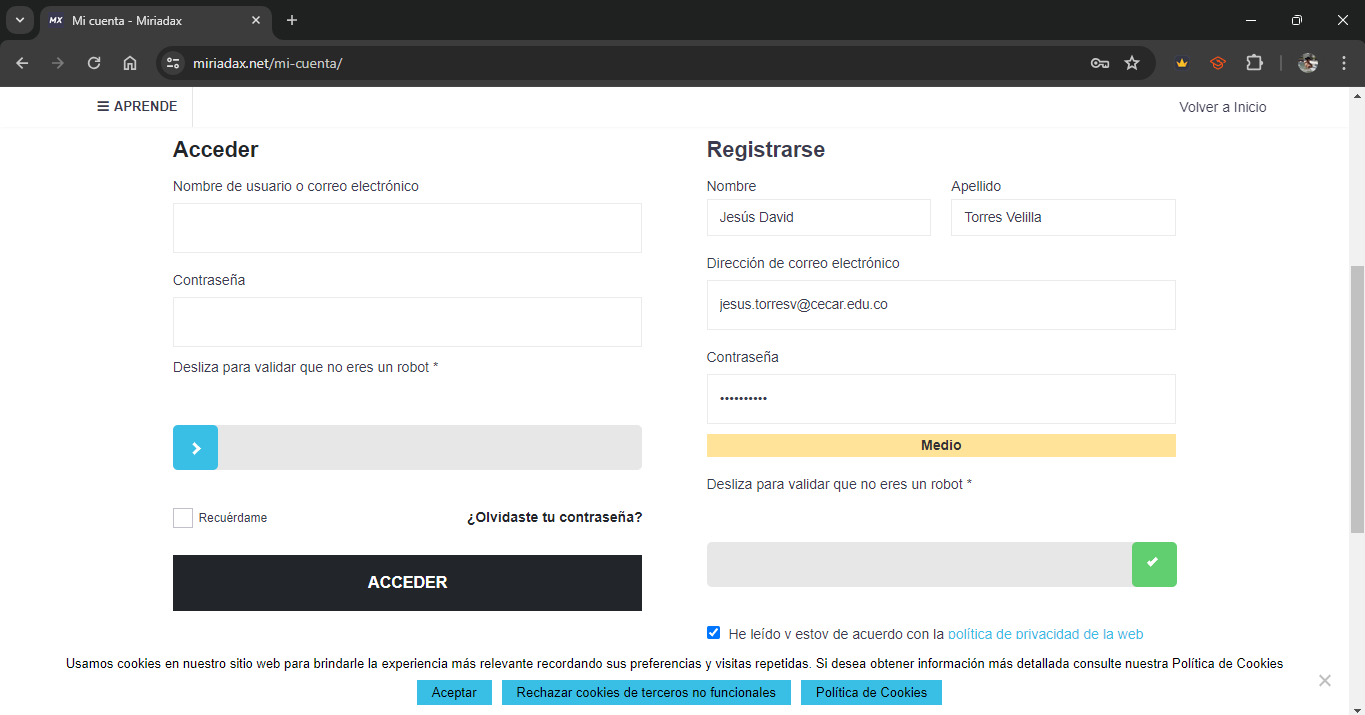 MX Mi cuenta - Miriadax
miriadax.net/mi-cuenta/
APRENDE
Volver a Inicio
Acceder
Nombre de usuario o correo electrónico
Contraseña
Desliza para validar que no eres un robot *
Recuérdame
¿Olvidaste tu contraseña?
ACCEDER
Registrarse
Nombre
Apellido
Jesús David
Torres Velilla
Dirección de correo electrónico
jesus.torresv@cecar.edu.co
Contraseña
••••••••••
Medio
Desliza para validar que no eres un robot *
He leído y estoy de acuerdo con la política de privacidad de la web
Usamos cookies en nuestro sitio web para brindarle la experiencia más relevante recordando sus preferencias y visitas repetidas. Si desea obtener información más detallada consulte nuestra Política de Cookies
Aceptar
Rechazar cookies de terceros no funcionales
Política de Cookies